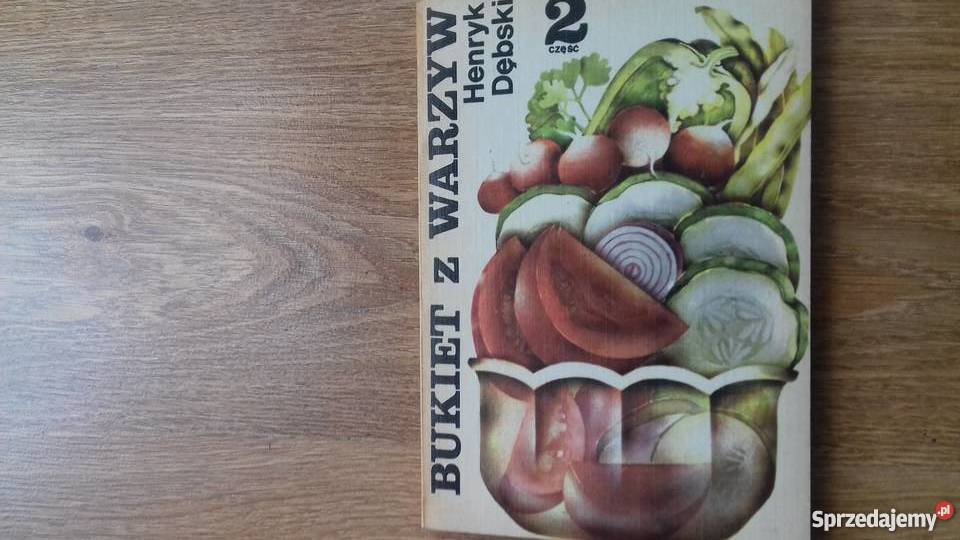 BUKIET z WARZYW
Henryk
Dębski
2
część
Sprzedajemy.pl